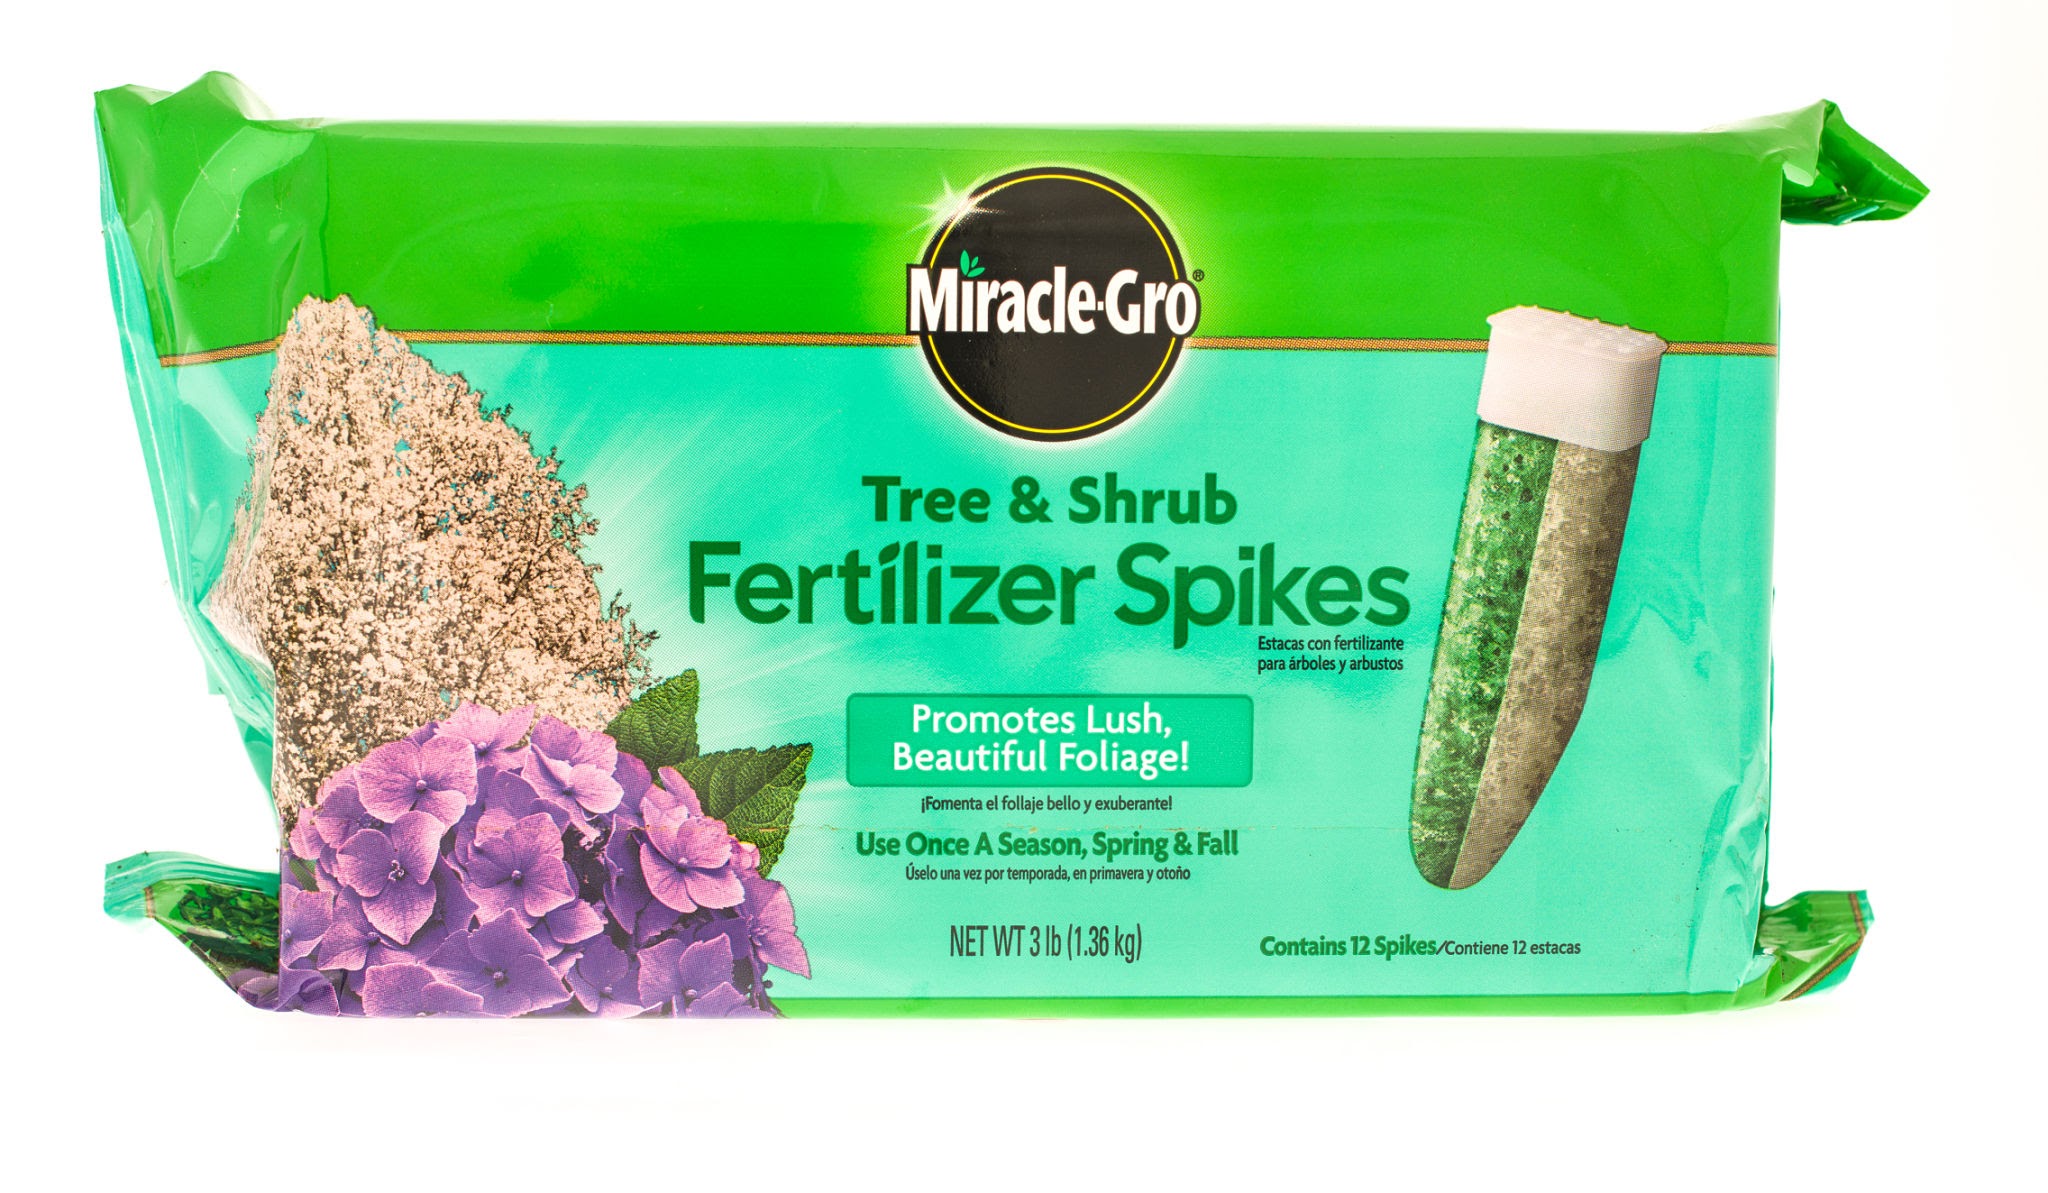 Miracle-Gro®
Tree & Shrub
Fertilizer Spikes
Estacas con fertilizante
para árboles y arbustos
Promotes Lush,
Beautiful Foliage!
¡Fomenta el follaje bello y exuberante!
Use Once A Season, Spring & Fall
Úselo una vez por temporada, en primavera y otoño
NET WT 3 lb (1.36 kg)
Contains 12 Spikes/Contiene 12 estacas